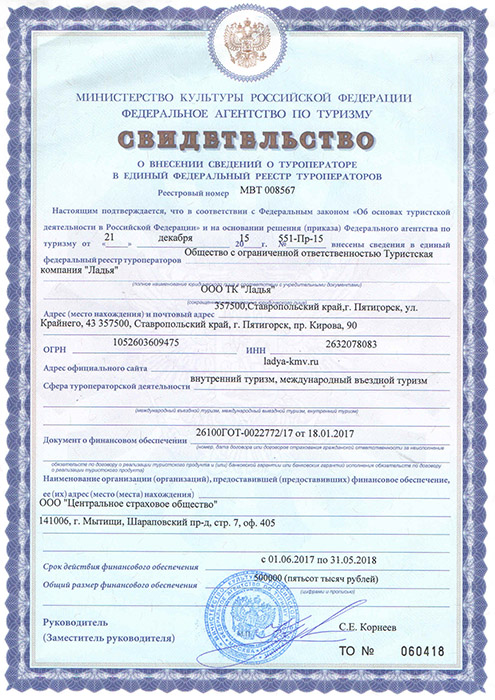 МИНИСТЕРСТВО КУЛЬТУРЫ РОССИЙСКОЙ ФЕДЕРАЦИИ
ФЕДЕРАЛЬНОЕ АГЕНТСТВО ПО ТУРИЗМУ
СВИДЕТЕЛЬСТВО
О ВНЕСЕНИИ СВЕДЕНИЙ О ТУРОПЕРАТОРЕ
В ЕДИНЫЙ ФЕДЕРАЛЬНЫЙ РЕЕСТР ТУРОПЕРАТОРОВ
Реестровый номер МВТ 008567
Настоящим подтверждается, что в соответствии с Федеральным законом «Об основах туристской
деятельности в Российской Федерации» и на основании решения (приказа) Федерального агентства по
туризму от «21» декабря 2015 г. № 551-Пр-15 внесены сведения в единый
федеральный реестр туроператоров Общество с ограниченной ответственностью Туристская
компания "Ладья"
(полное наименование юридического лица в соответствии с учредительными документами)
ООО ТК "Ладья"
(сокращенное наименование юридического лица)
357500,Ставропольский край,г. Пятигорск, ул.
Адрес (место нахождения) и почтовый адрес
Крайнего, 43 357500, Ставропольский край, г. Пятигорск, пр. Кирова, 90
ОГРН 1052603609475 ИНН 2632078083
Адрес официального сайта ladya-kmv.ru
Сфера туроператорской деятельности внутренний туризм, международный въездной туризм
(международный въездной туризм, международный выездной туризм, внутренний туризм)
Документ о финансовом обеспечении 26100ГОТ-0022772/17 от 18.01.2017
(номер, дата договора или договоров страхования гражданской ответственности за неисполнение
обязательств по договору о реализации туристского продукта и (или) банковской гарантии или банковских гарантий исполнения обязательств по договору
о реализации туристского продукта)
Наименование организации (организаций), предоставившей (предоставивших) финансовое обеспечение,
ее (их) адрес (место (места) нахождения)
ООО "Центральное страховое общество"
141006, г. Мытищи, Шараповский пр-д, стр. 7, оф. 405
Срок действия финансового обеспечения с 01.06.2017 по 31.05.2018
Общий размер финансового обеспечения 500000 (пятьсот тысяч рублей)
(цифрами и прописью)
Руководитель
(Заместитель руководителя) С.Е. Корнеев
М.П.
ТО № 060418